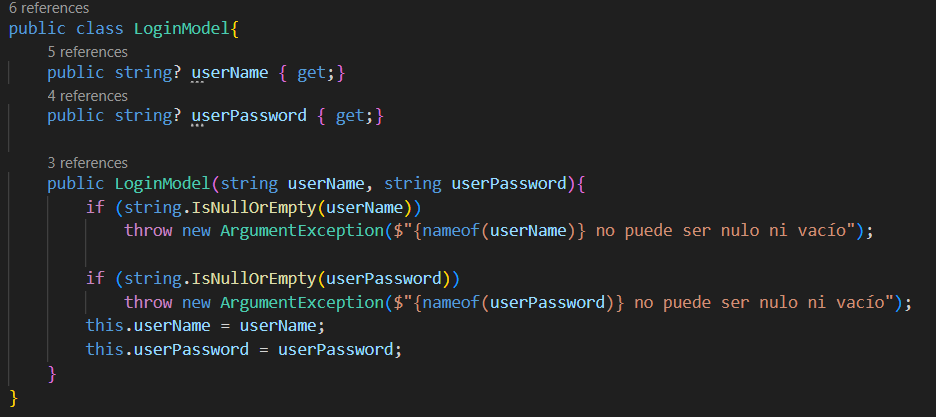 6 references
public class LoginModel{
5 references
public string? userName { get;}
4 references
public string? userPassword { get;}
3 references
public LoginModel(string userName, string userPassword){
if (string.IsNullOrEmpty(userName))
throw new ArgumentException($"{nameof(userName)} no puede ser nulo ni vacío");
if (string.IsNullOrEmpty(userPassword))
throw new ArgumentException($"{nameof(userPassword)} no puede ser nulo ni vacío");
this.userName = userName;
this.userPassword = userPassword;
}
}